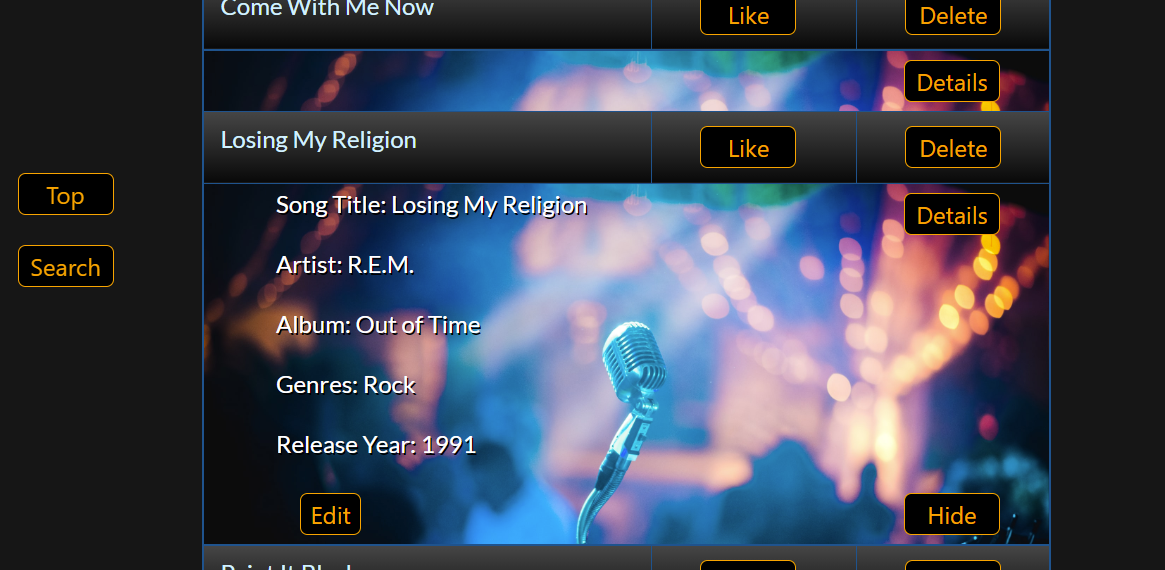 Come With Me Now
Like
Delete
Details
Losing My Religion
Like
Delete
Top
Search
Song Title: Losing My Religion
Details
Artist: R.E.M.
Album: Out of Time
Genres: Rock
Release Year: 1991
Edit
Hide